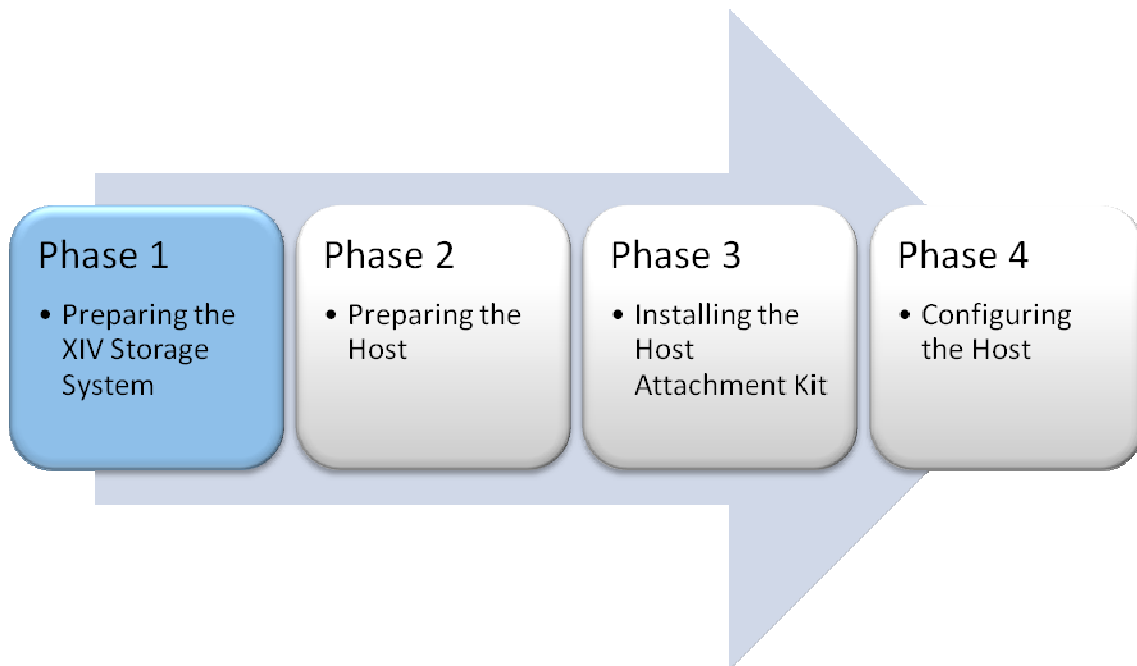 Phase 1
• Preparing the
XIV Storage
System
Phase 2
• Preparing the
Host
Phase 3
• Installing the
Host
Attachment Kit
Phase 4
• Configuring
the Host